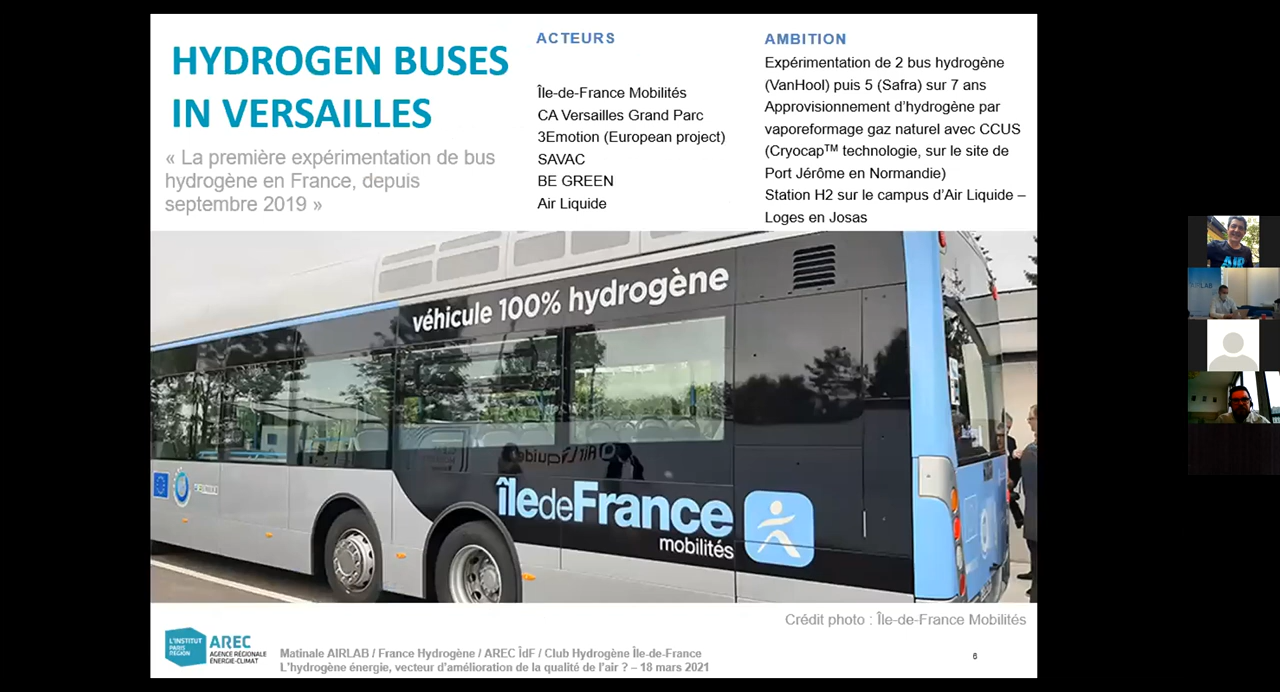 HYDROGEN BUSES
IN VERSAILLES
« La première expérimentation de bus
hydrogène en France, depuis
septembre 2019 »
ACTEURS
Île-de-France Mobilités
CA Versailles Grand Parc
3Emotion (European project)
SAVAC
BE GREEN
Air Liquide
AMBITION
Expérimentation de 2 bus hydrogène
(VanHool) puis 5 (Safra) sur 7 ans
Approvisionnement d’hydrogène par
vaporeformage gaz naturel avec CCUS
(Cryocap™ technologie, sur le site de
Port Jérôme en Normandie)
Station H2 sur le campus d’Air Liquide –
Loges en Josas
véhicule 100% hydrogène
Air Liquide
îledeFrance
mobilités
Crédit photo : Île-de-France Mobilités
L'INSTITUT
PARIS
REGION
AREC
AGENCE RÉGIONALE
ÉNERGIE-CLIMAT
Matinale AIRLAB / France Hydrogène / AREC ÎdF / Club Hydrogène Île-de-France
L'hydrogène énergie, vecteur d'amélioration de la qualité de l'air ? – 18 mars 2021
6
AIR